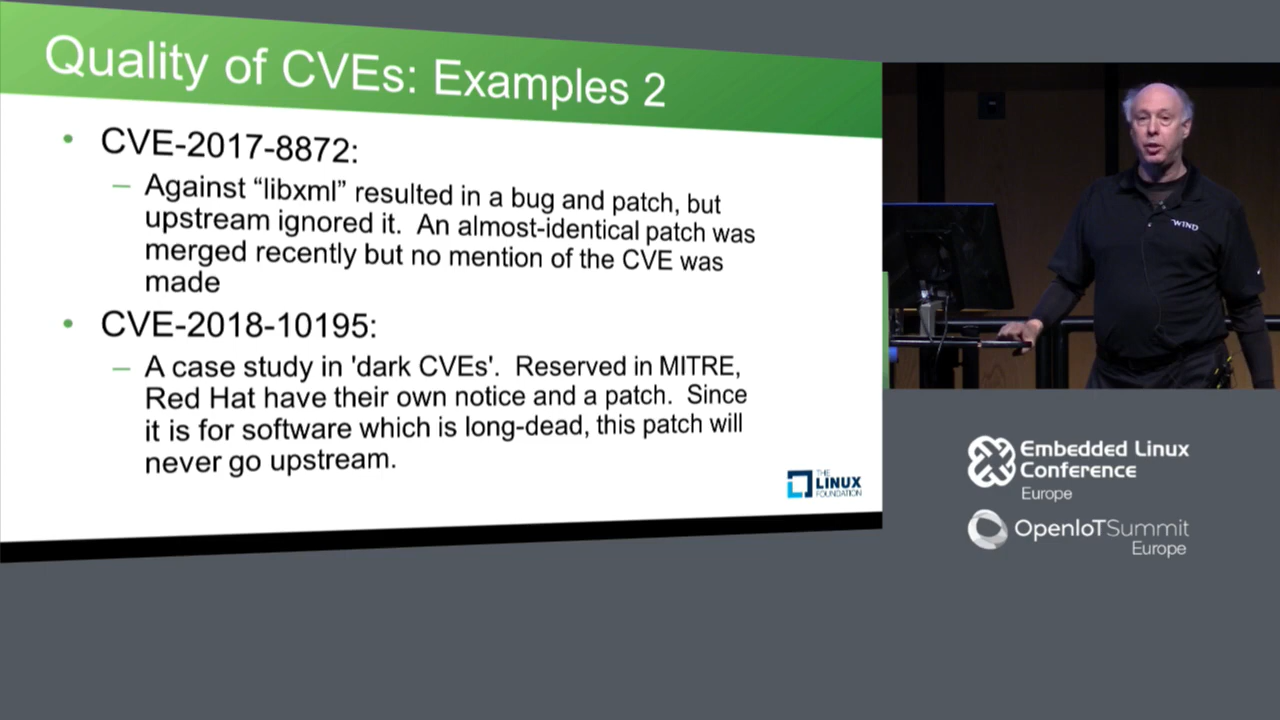 Quality of CVEs: Examples 2
• CVE-2017-8872:
– Against “libxml” resulted in a bug and patch, but
upstream ignored it. An almost-identical patch was
merged recently but no mention of the CVE was
made
• CVE-2018-10195:
– A case study in 'dark CVEs'. Reserved in MITRE,
Red Hat have their own notice and a patch. Since
it is for software which is long-dead, this patch will
never go upstream.
THE
LINUX
FOUNDATION
WIND
Embedded Linux
Conference
Europe
OpenIoTSummit
Europe